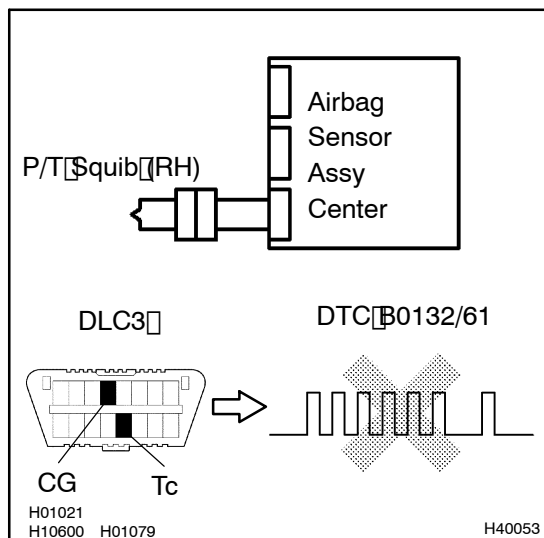 Airbag
Sensor
P/T▯Squib▯(RH)
Assy
Center
DLC3▯
DTC▯B0132/61
CG
Tc
H01021
H10600 H01079
H40053